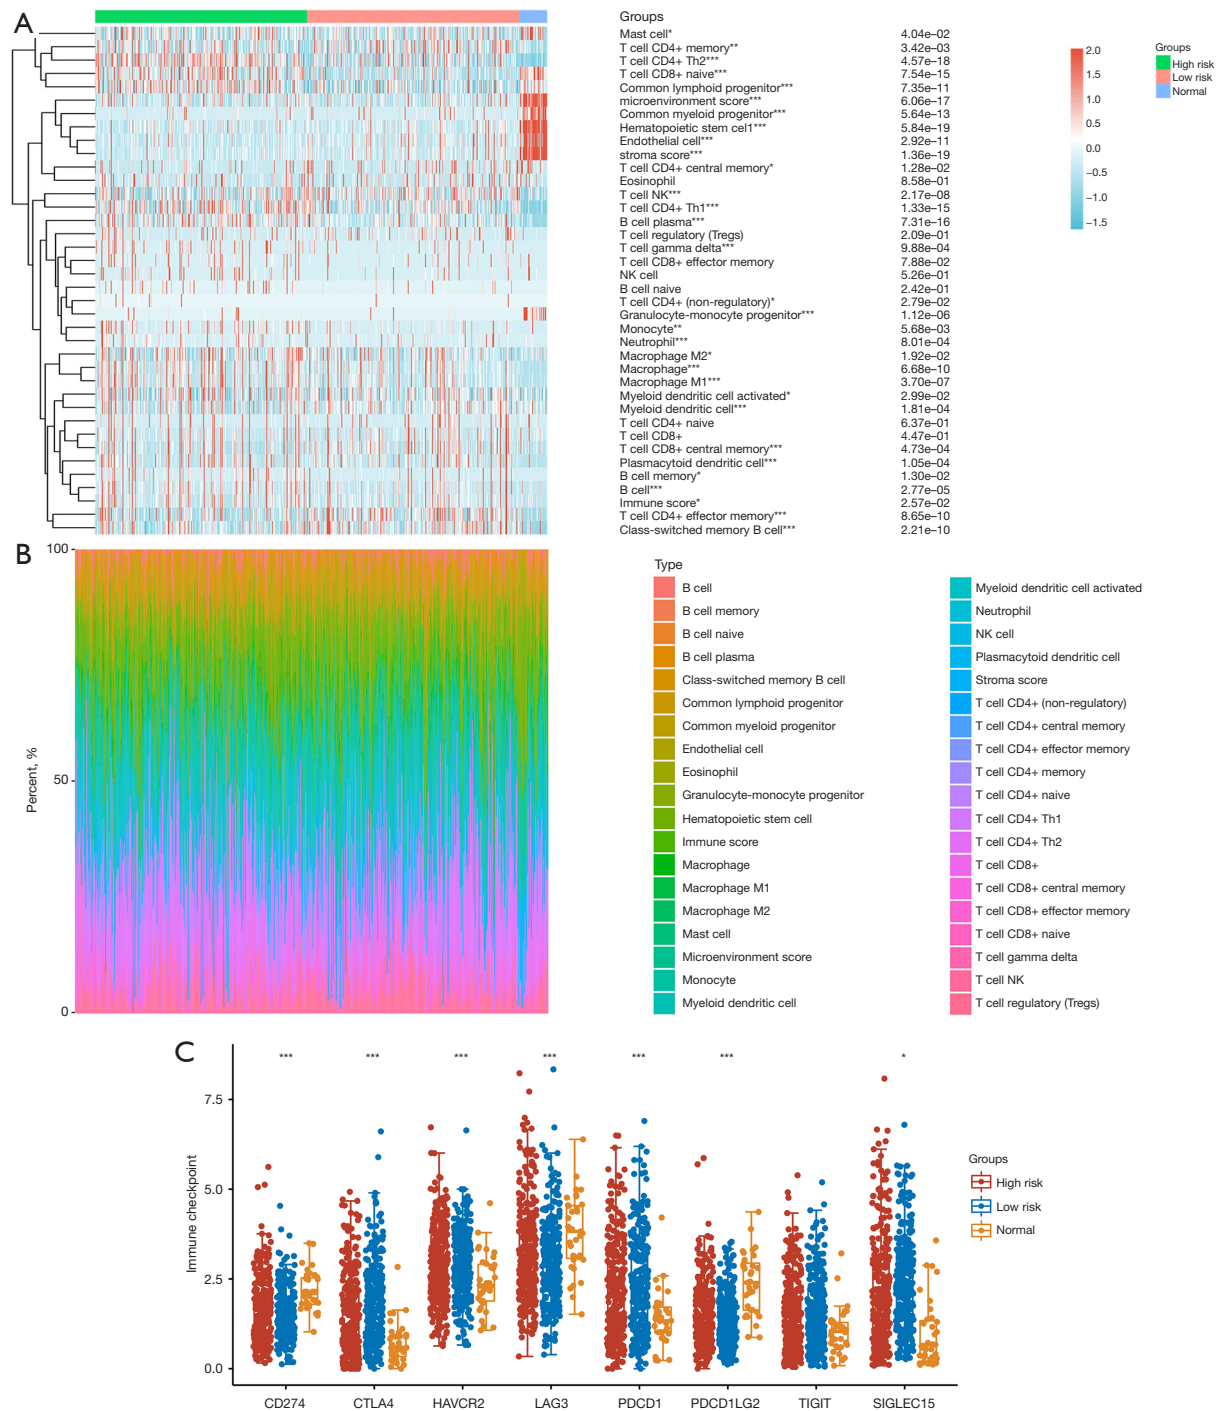 A
Groups
Mast cell* 4.04e–02
T cell CD4+ memory** 3.42e–03
T cell CD4+ Th2*** 4.57e–18
T cell CD8+ naive*** 7.54e–15
Common lymphoid progenitor*** 7.35e–11
microenvironment score*** 6.06e–17
Common myeloid progenitor*** 5.64e–13
Hematopoietic stem cel1*** 5.84e–19
Endothelial cell*** 2.92e–11
stroma score*** 1.36e–19
T cell CD4+ central memory* 1.28e–02
Eosinophil 8.58e–01
T cell NK*** 2.17e–08
T cell CD4+ Th1*** 1.33e–15
B cell plasma*** 7.31e–16
T cell regulatory (Tregs) 2.09e–01
T cell gamma delta*** 9.88e–04
T cell CD8+ effector memory 7.88e–02
NK cell 5.26e–01
B cell naive 2.42e–01
T cell CD4+ (non-regulatory)* 2.79e–02
Granulocyte-monocyte progenitor*** 1.12e–06
Monocyte** 5.68e–03
Neutrophil*** 8.01e–04
Macrophage M2* 1.92e–02
Macrophage*** 6.68e–10
Macrophage M1*** 3.70e–07
Myeloid dendritic cell activated* 2.99e–02
Myeloid dendritic cell*** 1.81e–04
T cell CD4+ naive 6.37e–01
T cell CD8+ 4.47e–01
T cell CD8+ central memory*** 4.73e–04
Plasmacytoid dendritic cell*** 1.05e–04
B cell memory* 1.30e–02
B cell*** 2.77e–05
Immune score* 2.57e–02
T cell CD4+ effector memory*** 8.65e–10
Class-switched memory B cell*** 2.21e–10
2.0
1.5
1.0
0.5
0.0
–0.5
–1.0
–1.5
Groups
High risk
Low risk
Normal
B
100
50
0
Percent, %
Type
B cell
B cell memory
B cell naive
B cell plasma
Class-switched memory B cell
Common lymphoid progenitor
Common myeloid progenitor
Endothelial cell
Eosinophil
Granulocyte-monocyte progenitor
Hematopoietic stem cell
Immune score
Macrophage
Macrophage M1
Macrophage M2
Mast cell
Microenvironment score
Monocyte
Myeloid dendritic cell
Myeloid dendritic cell activated
Neutrophil
NK cell
Plasmacytoid dendritic cell
Stroma score
T cell CD4+ (non-regulatory)
T cell CD4+ central memory
T cell CD4+ effector memory
T cell CD4+ memory
T cell CD4+ naive
T cell CD4+ Th1
T cell CD4+ Th2
T cell CD8+
T cell CD8+ central memory
T cell CD8+ effector memory
T cell CD8+ naive
T cell gamma delta
T cell NK
T cell regulatory (Tregs)
C
*** *** *** *** *** *** *
7.5
5.0
2.5
0.0
Immune checkpoint
CD274 CTLA4 HAVCR2 LAG3 PDCD1 PDCD1LG2 TIGIT SIGLEC15
Groups
High risk
Low risk
Normal